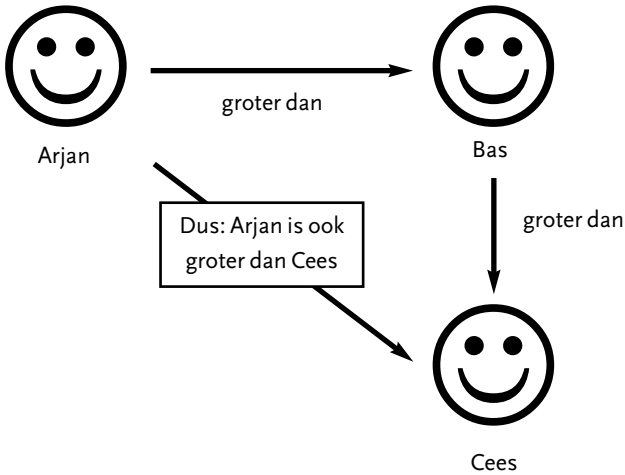 groter dan
Arjan
Bas
Dus: Arjan is ook
groter dan Cees
groter dan
Cees